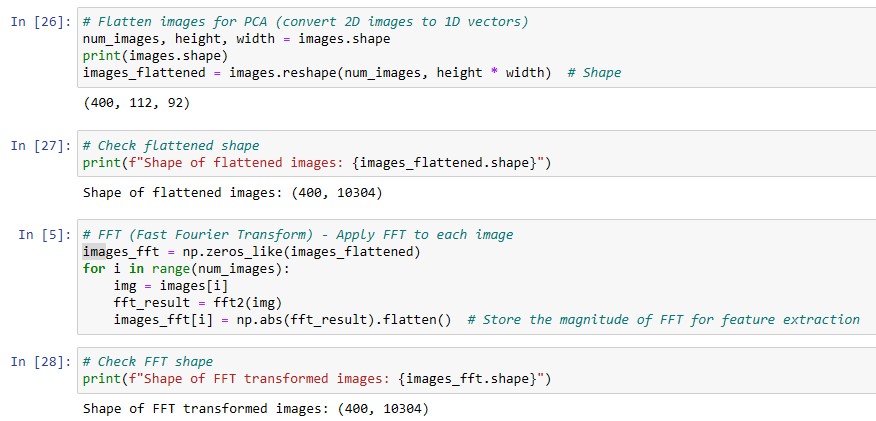 In [26]: # Flatten images for PCA (convert 2D images to 1D vectors)
num_images, height, width = images.shape
print(images.shape)
images_flattened = images.reshape(num_images, height * width)  # Shape
(400, 112, 92)
In [27]: # Check flattened shape
print(f"Shape of flattened images: {images_flattened.shape}")
Shape of flattened images: (400, 10304)
In [5]: # FFT (Fast Fourier Transform) - Apply FFT to each image
images_fft = np.zeros_like(images_flattened)
for i in range(num_images):
    img = images[i]
    fft_result = fft2(img)
    images_fft[i] = np.abs(fft_result).flatten()  # Store the magnitude of FFT for feature extraction
In [28]: # Check FFT shape
print(f"Shape of FFT transformed images: {images_fft.shape}")
Shape of FFT transformed images: (400, 10304)